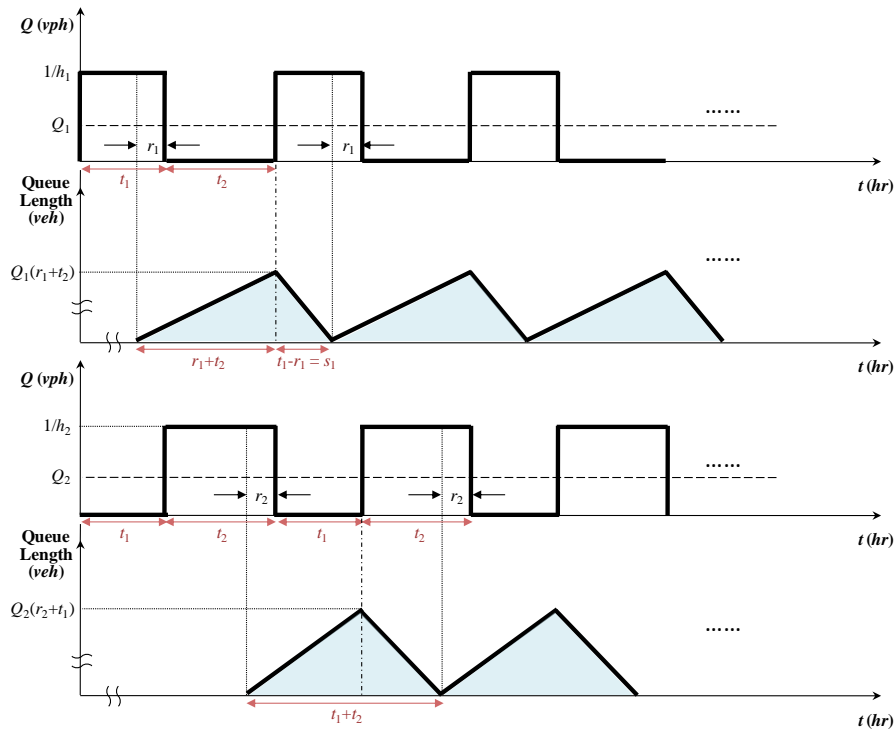 Q (vph)
1/h₁
Q₁
r₁
r₁
……
t₁
t₂
t (hr)
Queue
Length
(veh)
Q₁(r₁+t₂)
……
r₁+t₂
t₁-r₁ = s₁
t (hr)
Q (vph)
1/h₂
Q₂
r₂
r₂
……
t₁
t₂
t₁
t₂
t (hr)
Queue
Length
(veh)
Q₂(r₂+t₁)
……
t₁+t₂
t (hr)